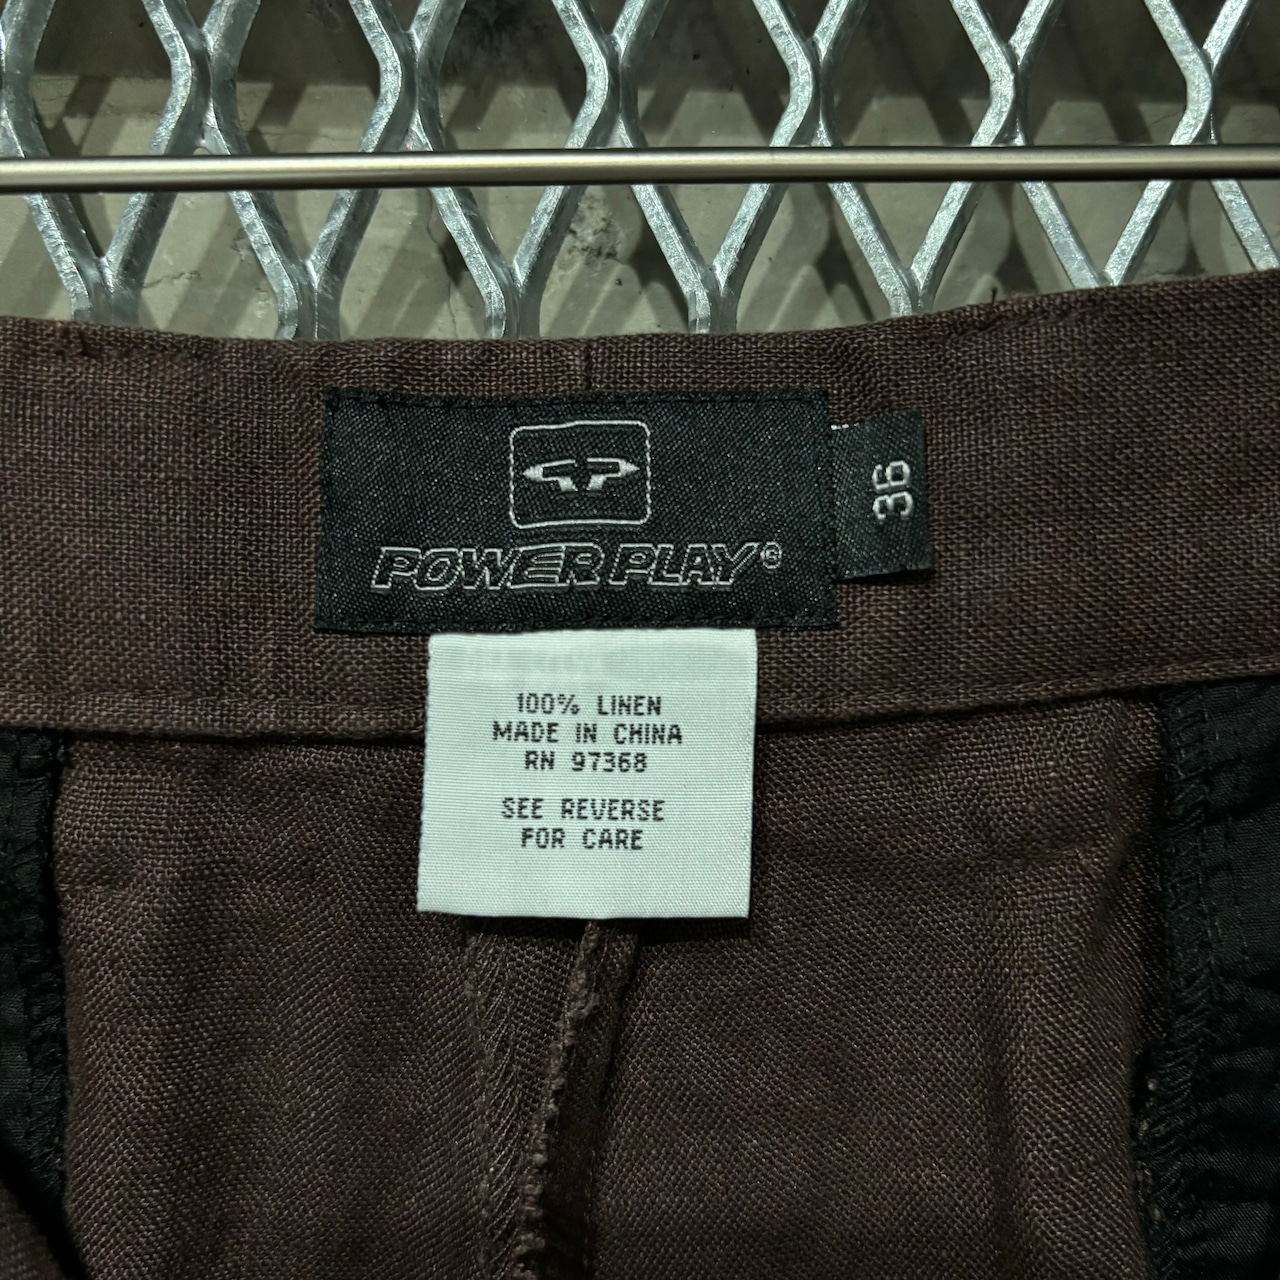 POWER PLAY®
36
100% LINEN
MADE IN CHINA
RN 97368
SEE REVERSE
FOR CARE